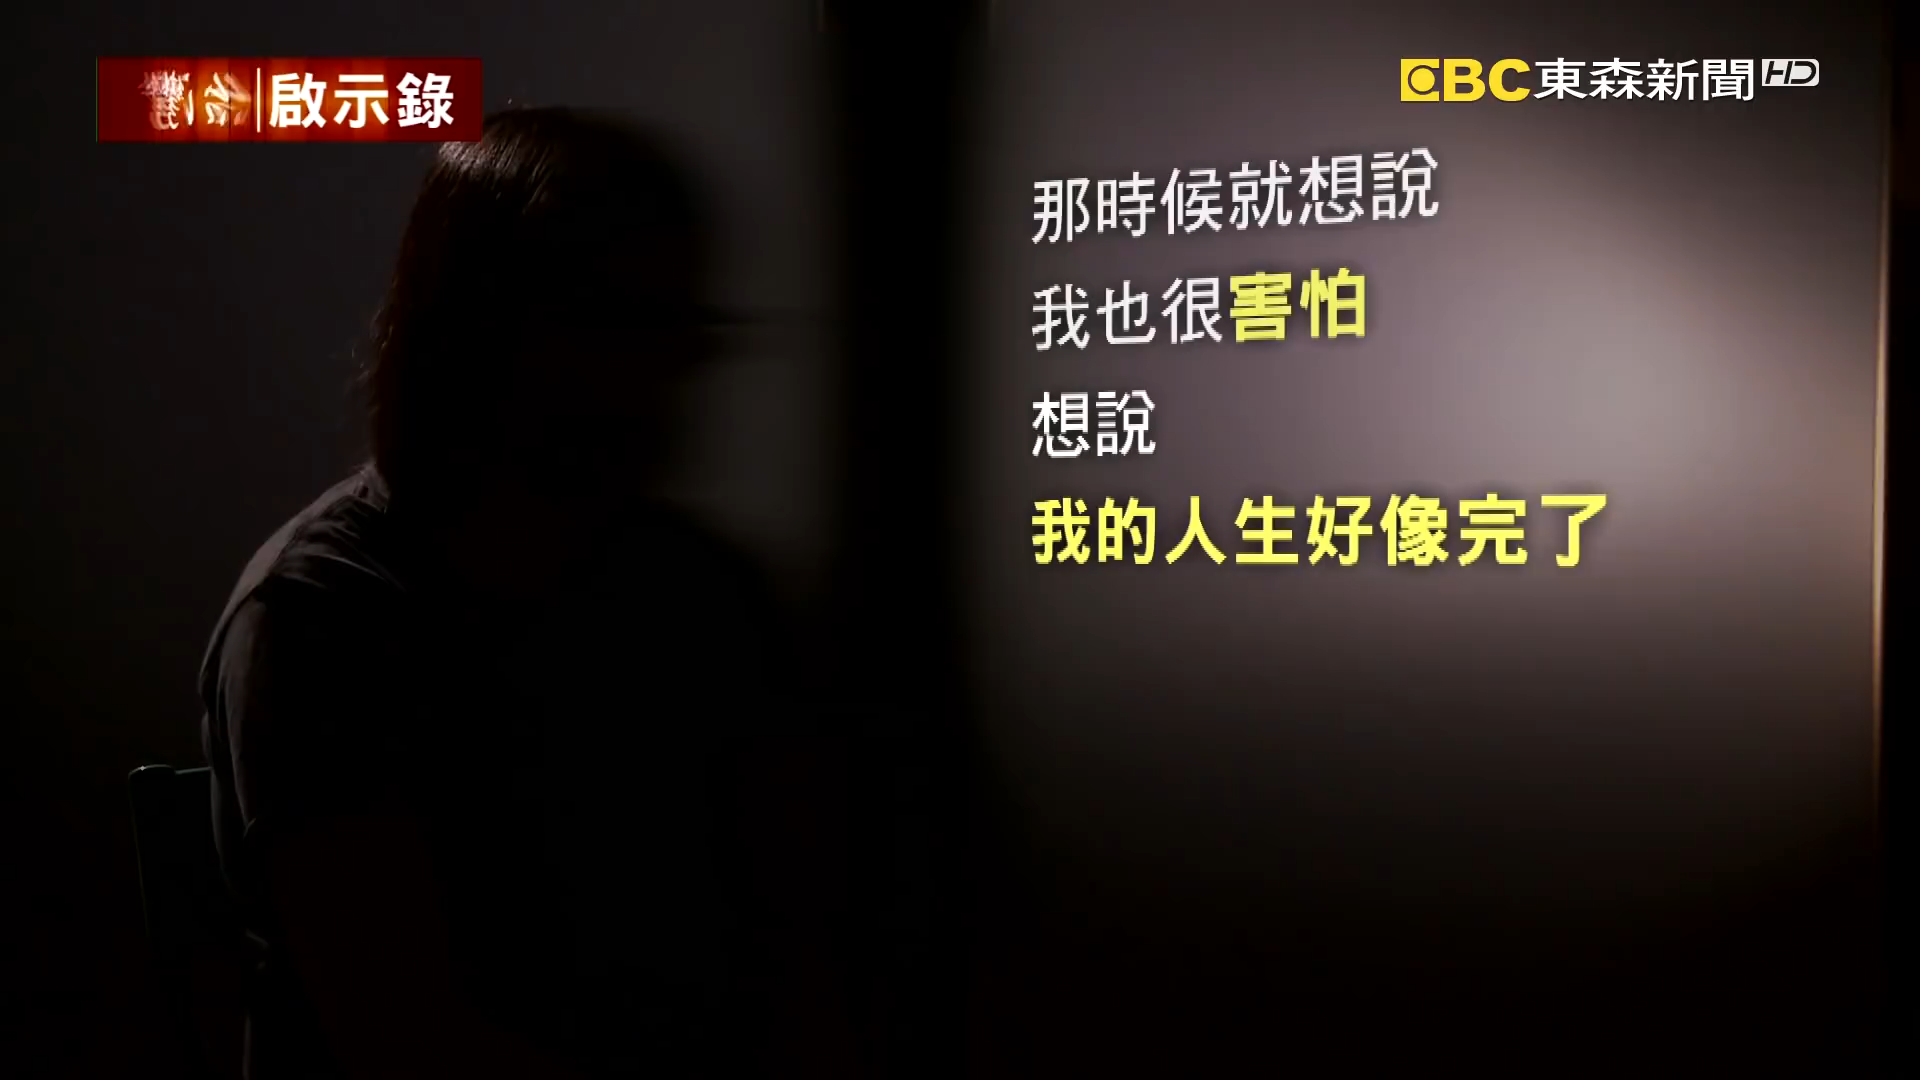 啟示錄
EBC東森新聞HD
那時候就想說
我也很害怕
想說
我的人生好像完了